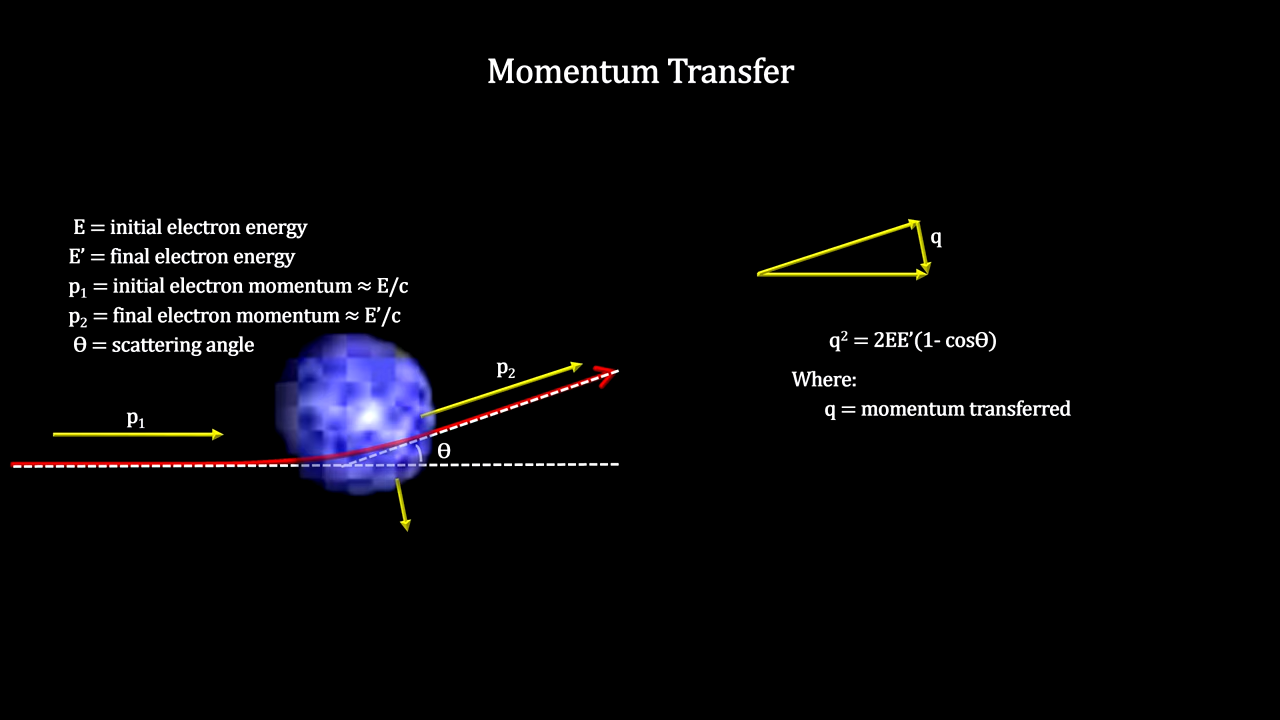 Momentum Transfer
E = initial electron energy
E’ = final electron energy
p₁ = initial electron momentum ≈ E/c
p₂ = final electron momentum ≈ E’/c
θ = scattering angle
p₁
p₂
θ
q
q² = 2EE’(1- cosθ)
Where:
q = momentum transferred